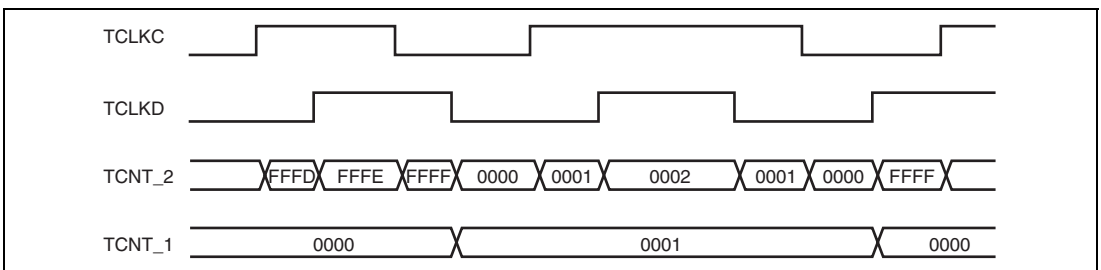 TCLKC
TCLKD
TCNT_2 FFFD FFFE FFFF 0000 0001 0002 0001 0000 FFFF
TCNT_1 0000 0001 0000